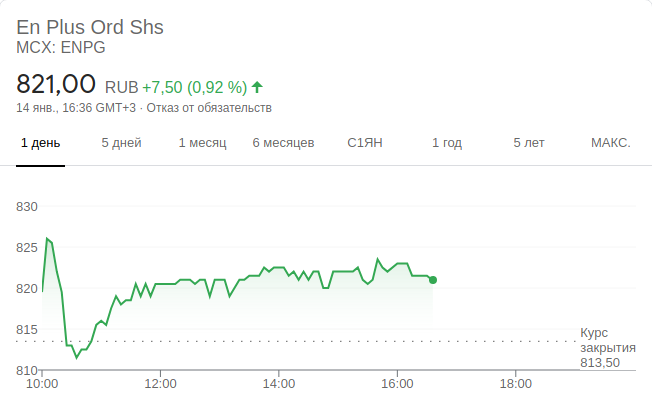 En Plus Ord Shs
MCX: ENPG
821,00 RUB +7,50 (0,92 %)
14 янв., 16:36 GMT+3 · Отказ от обязательств
1 день 5 дней 1 месяц 6 месяцев С1ЯН 1 год 5 лет МАКС.
830
825
820
815
810
Курс
закрытия
813,50
10:00 12:00 14:00 16:00 18:00